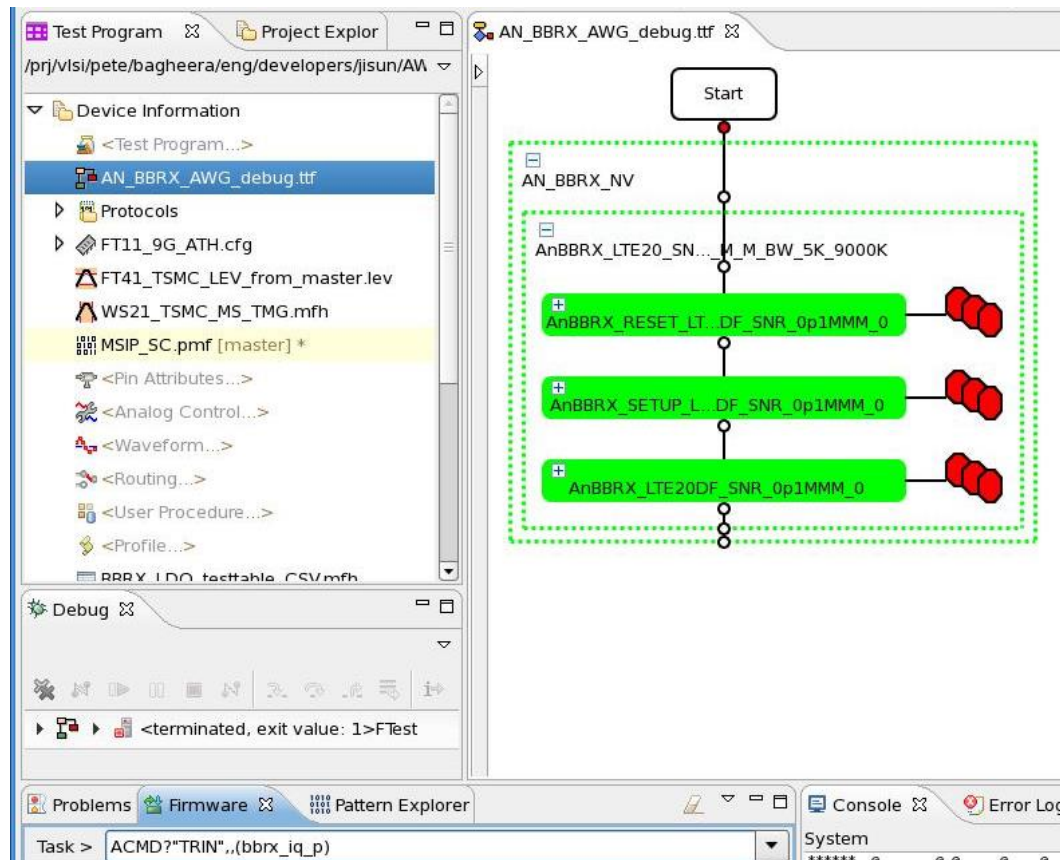 Test Program
Project Explor
AN_BBRX_AWG_debug.ttf
/prj/vlsi/pete/bagheera/eng/developers/jisun/AW
Device Information
<Test Program...>
AN_BBRX_AWG_debug.ttf
Protocols
FT11_9G_ATH.cfg
FT41_TSMC_LEV_from_master.lev
WS21_TSMC_MS_TMG.mfh
MSIP_SC.pmf [master] *
<Pin Attributes...>
<Analog Control...>
<Waveform...>
<Routing...>
<User Procedure...>
<Profile...>
BBRX_LDO_testtable_CSV.mfh
Start
AN_BBRX_NV
AnBBRX_LTE20_SN..._M_M_BW_5K_9000K
AnBBRX_RESET_LT...DF_SNR_0p1MMM_0
AnBBRX_SETUP_L...DF_SNR_0p1MMM_0
AnBBRX_LTE20DF_SNR_0p1MMM_0
Debug
<terminated, exit value: 1>FTest
Problems
Firmware
Pattern Explorer
Console
Error Log
Task >
ACMD?"TRIN",,(bbrx_iq_p)
System